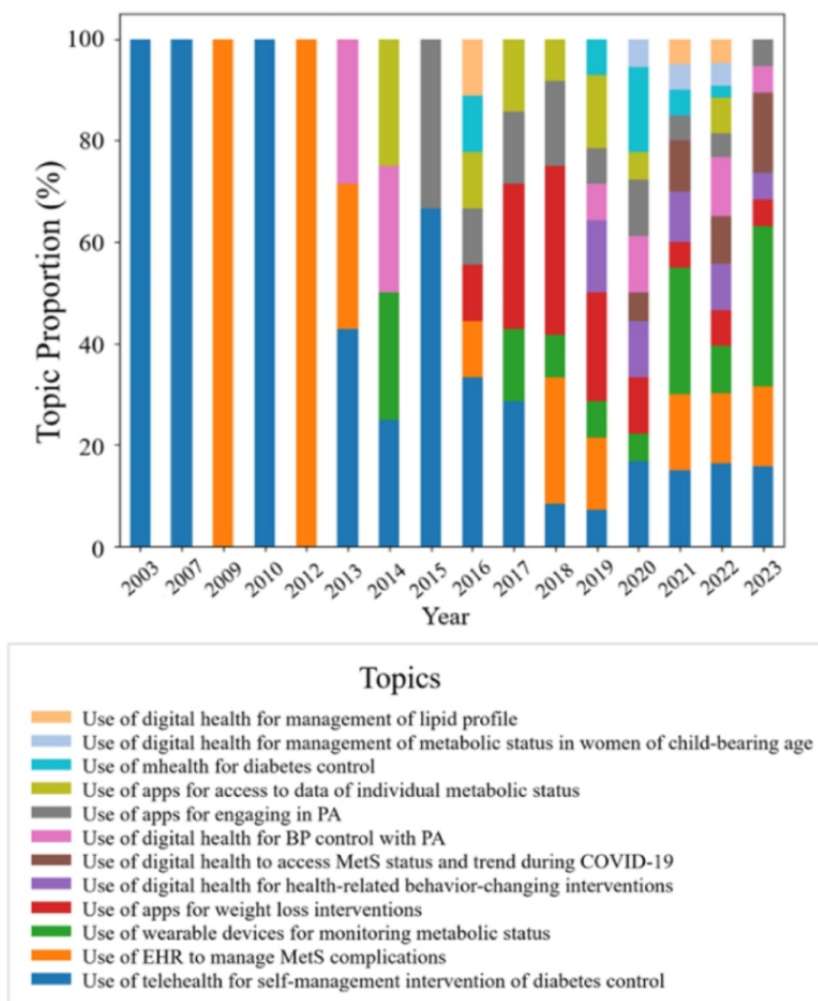 100
80
60
40
20
0
Topic Proportion (%)
2003 2007 2009 2010 2012 2013 2014 2015 2016 2017 2018 2019 2020 2021 2022 2023
Year
Topics
Use of digital health for management of lipid profile
Use of digital health for management of metabolic status in women of child-bearing age
Use of mhealth for diabetes control
Use of apps for access to data of individual metabolic status
Use of apps for engaging in PA
Use of digital health for BP control with PA
Use of digital health to access MetS status and trend during COVID-19
Use of digital health for health-related behavior-changing interventions
Use of apps for weight loss interventions
Use of wearable devices for monitoring metabolic status
Use of EHR to manage MetS complications
Use of telehealth for self-management intervention of diabetes control